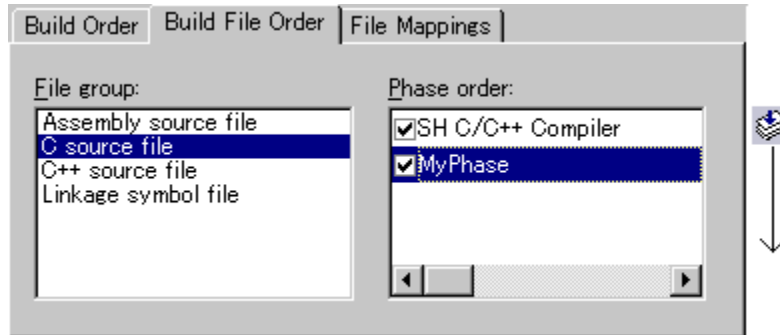 Build Order Build File Order File Mappings
File group:
Phase order:
Assembly source file
C source file
C++ source file
Linkage symbol file
SH C/C++ Compiler
MyPhase